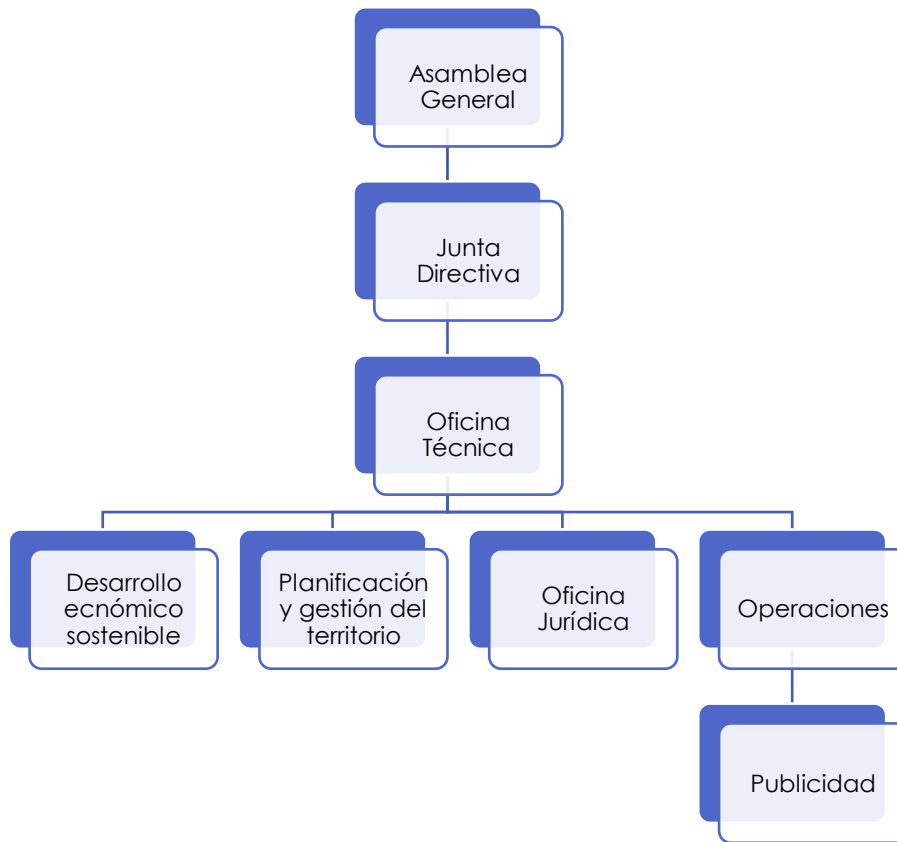 Asamblea
General
Junta
Directiva
Oficina
Técnica
Desarrollo
ecnómico
sostenible
Planificación
y gestión del
territorio
Oficina
Jurídica
Operaciones
Publicidad